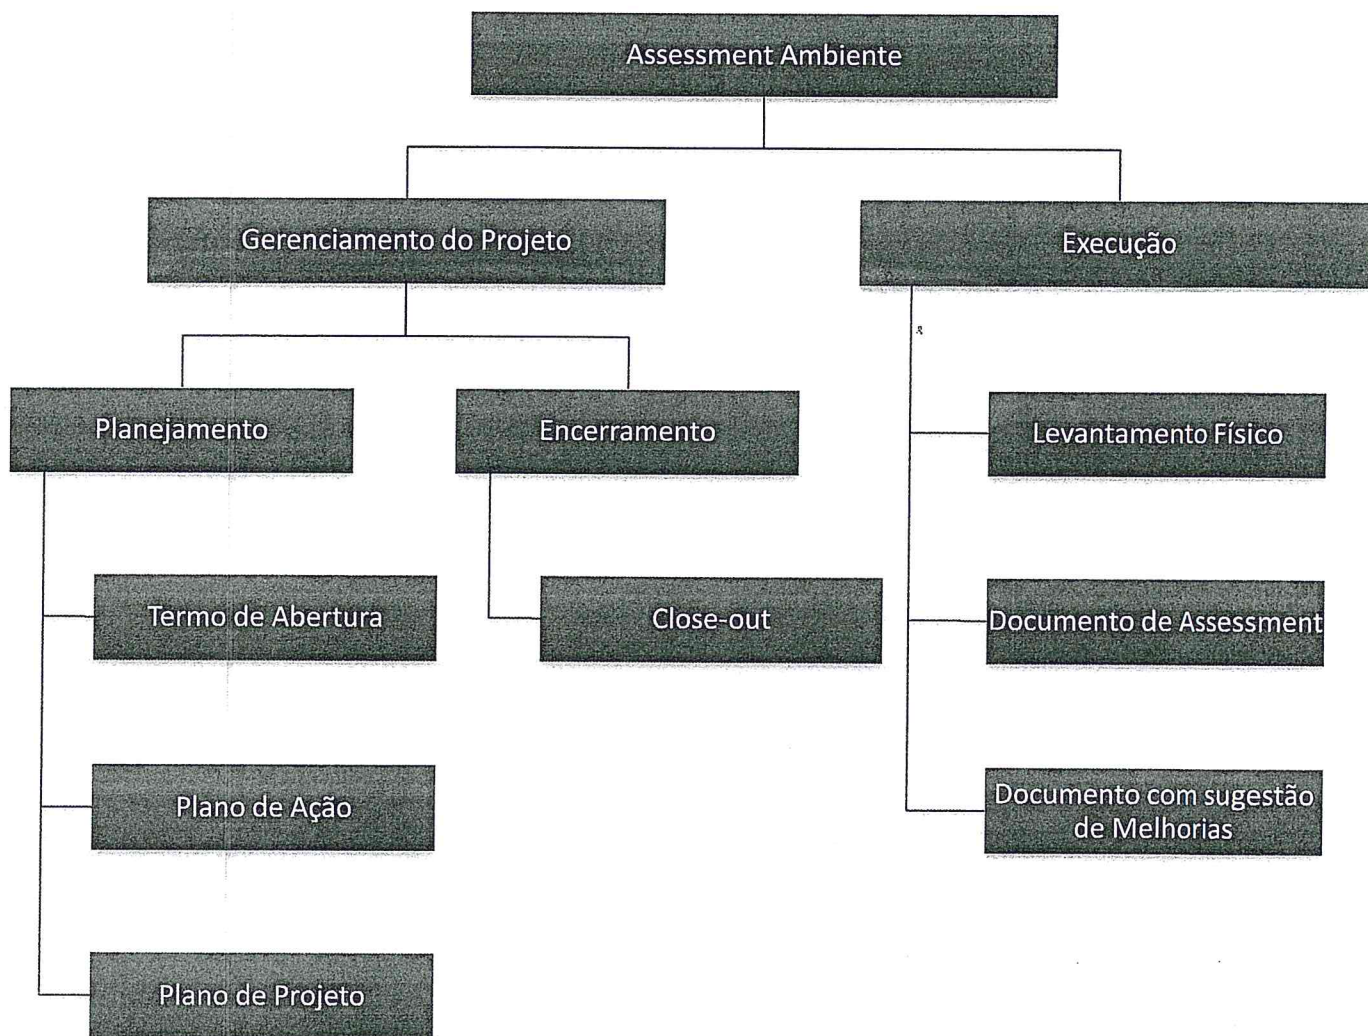 Assessment Ambiente
Gerenciamento do Projeto
Execução
Planejamento
Encerramento
Levantamento Físico
Termo de Abertura
Close-out
Documento de Assessment
Plano de Ação
Documento com sugestão
de Melhorias
Plano de Projeto